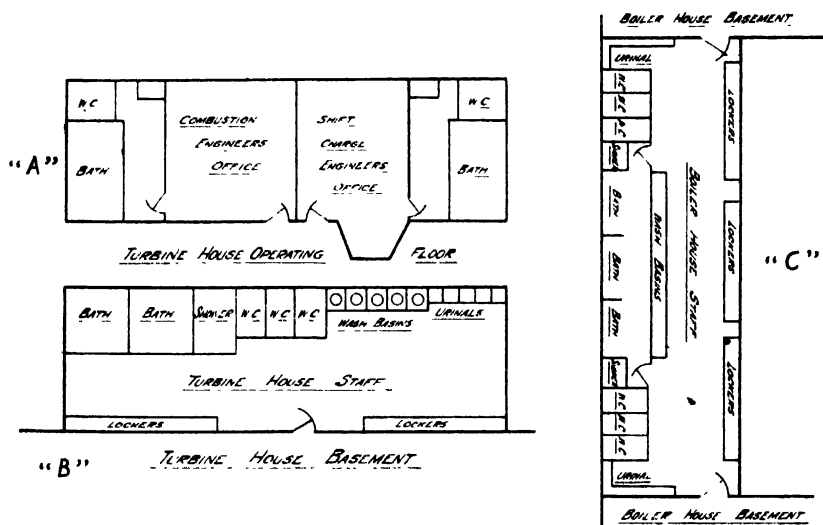 "A"
W.C
COMBUSTION
ENGINEERS
OFFICE
SHIFT
CHARGE
ENGINEERS
OFFICE
W.C
BATH
BATH
TURBINE HOUSE OPERATING FLOOR
BATH
BATH
SHOWER
W.C
W.C
W.C
WASH BASINS
URINALS
TURBINE HOUSE STAFF
LOCKERS
LOCKERS
"B"
TURBINE HOUSE BASEMENT
BOILER HOUSE BASEMENT
URINAL
W.C
W.C
W.C
SHOWER
BATH
BATH
BATH
WASH BASINS
BOILER HOUSE STAFF
LOCKERS
LOCKERS
LOCKERS
"C"
SHOWER
W.C
W.C
W.C
URINAL
BOILER HOUSE BASEMENT